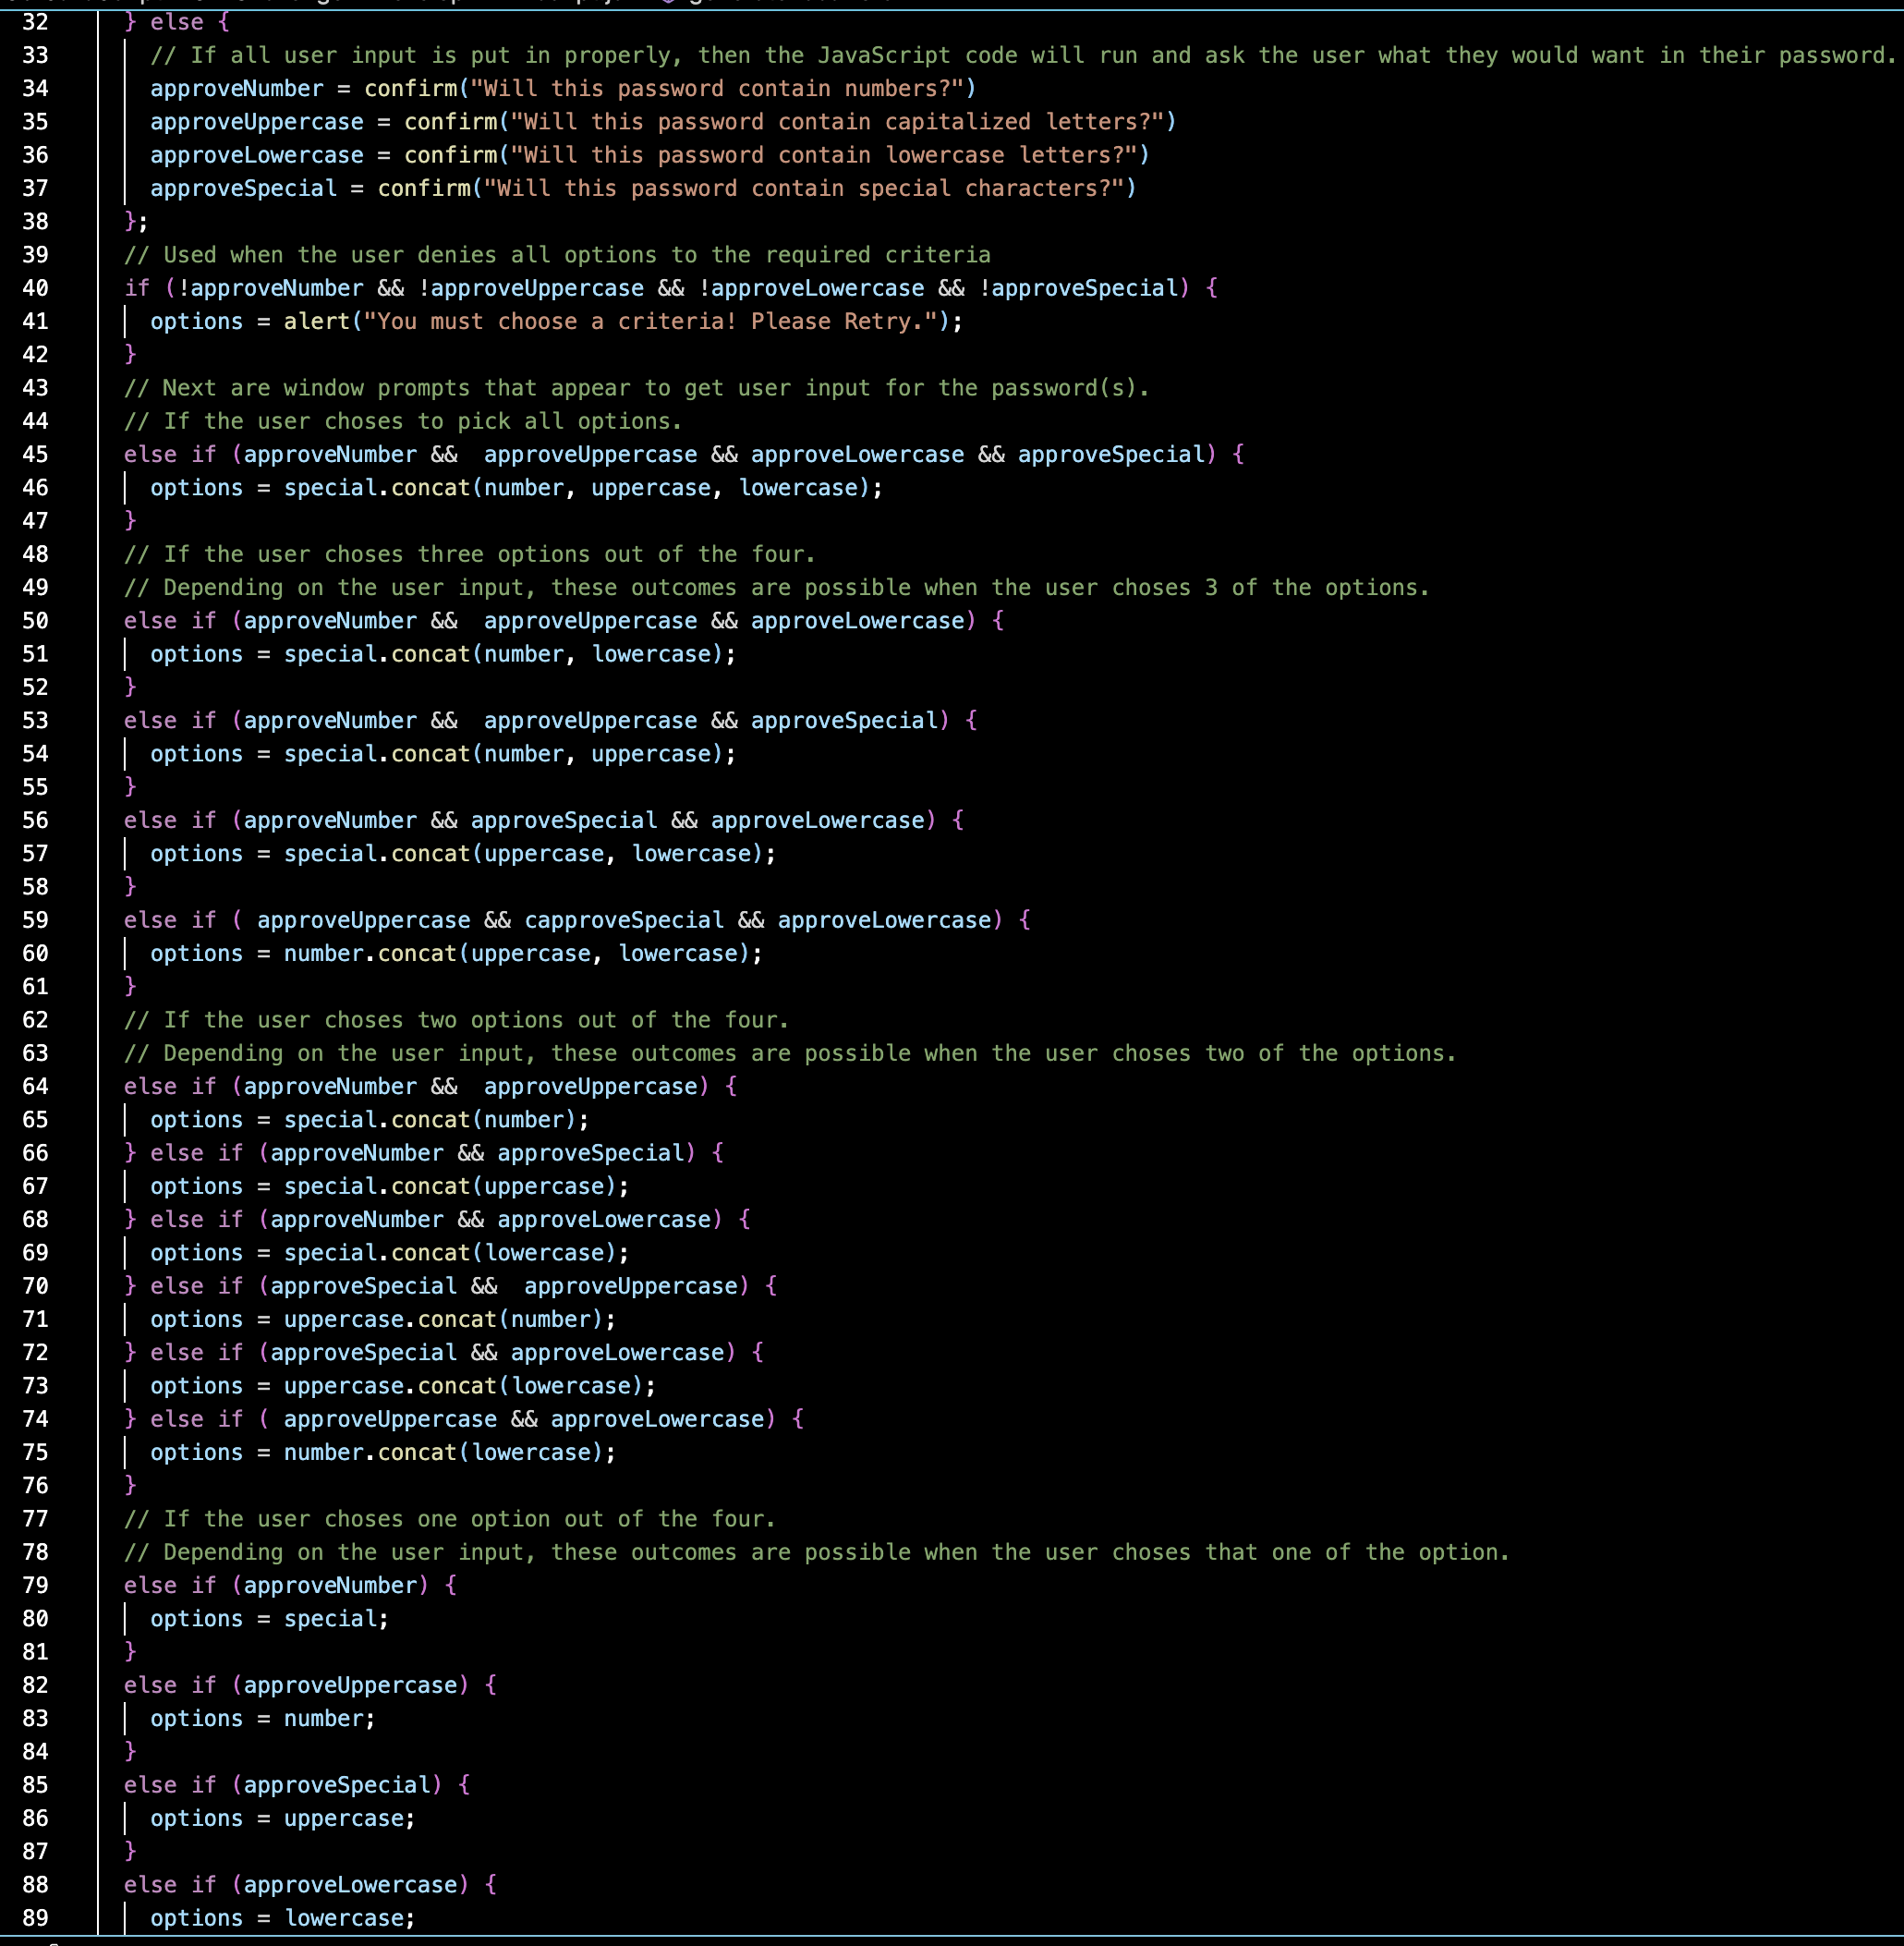 32 } else {
33 // If all user input is put in properly, then the JavaScript code will run and ask the user what they would want in their password.
34 approveNumber = confirm("Will this password contain numbers?")
35 approveUppercase = confirm("Will this password contain capitalized letters?")
36 approveLowercase = confirm("Will this password contain lowercase letters?")
37 approveSpecial = confirm("Will this password contain special characters?")
38 };
39 // Used when the user denies all options to the required criteria
40 if (!approveNumber && !approveUppercase && !approveLowercase && !approveSpecial) {
41 options = alert("You must choose a criteria! Please Retry.");
42 }
43 // Next are window prompts that appear to get user input for the password(s).
44 // If the user choses to pick all options.
45 else if (approveNumber &&  approveUppercase && approveLowercase && approveSpecial) {
46 options = special.concat(number, uppercase, lowercase);
47 }
48 // If the user choses three options out of the four.
49 // Depending on the user input, these outcomes are possible when the user choses 3 of the options.
50 else if (approveNumber &&  approveUppercase && approveLowercase) {
51 options = special.concat(number, lowercase);
52 }
53 else if (approveNumber &&  approveUppercase && approveSpecial) {
54 options = special.concat(number, uppercase);
55 }
56 else if (approveNumber && approveSpecial && approveLowercase) {
57 options = special.concat(uppercase, lowercase);
58 }
59 else if ( approveUppercase && capproveSpecial && approveLowercase) {
60 options = number.concat(uppercase, lowercase);
61 }
62 // If the user choses two options out of the four.
63 // Depending on the user input, these outcomes are possible when the user choses two of the options.
64 else if (approveNumber &&  approveUppercase) {
65 options = special.concat(number);
66 } else if (approveNumber && approveSpecial) {
67 options = special.concat(uppercase);
68 } else if (approveNumber && approveLowercase) {
69 options = special.concat(lowercase);
70 } else if (approveSpecial &&  approveUppercase) {
71 options = uppercase.concat(number);
72 } else if (approveSpecial && approveLowercase) {
73 options = uppercase.concat(lowercase);
74 } else if ( approveUppercase && approveLowercase) {
75 options = number.concat(lowercase);
76 }
77 // If the user choses one option out of the four.
78 // Depending on the user input, these outcomes are possible when the user choses that one of the option.
79 else if (approveNumber) {
80 options = special;
81 }
82 else if (approveUppercase) {
83 options = number;
84 }
85 else if (approveSpecial) {
86 options = uppercase;
87 }
88 else if (approveLowercase) {
89 options = lowercase;